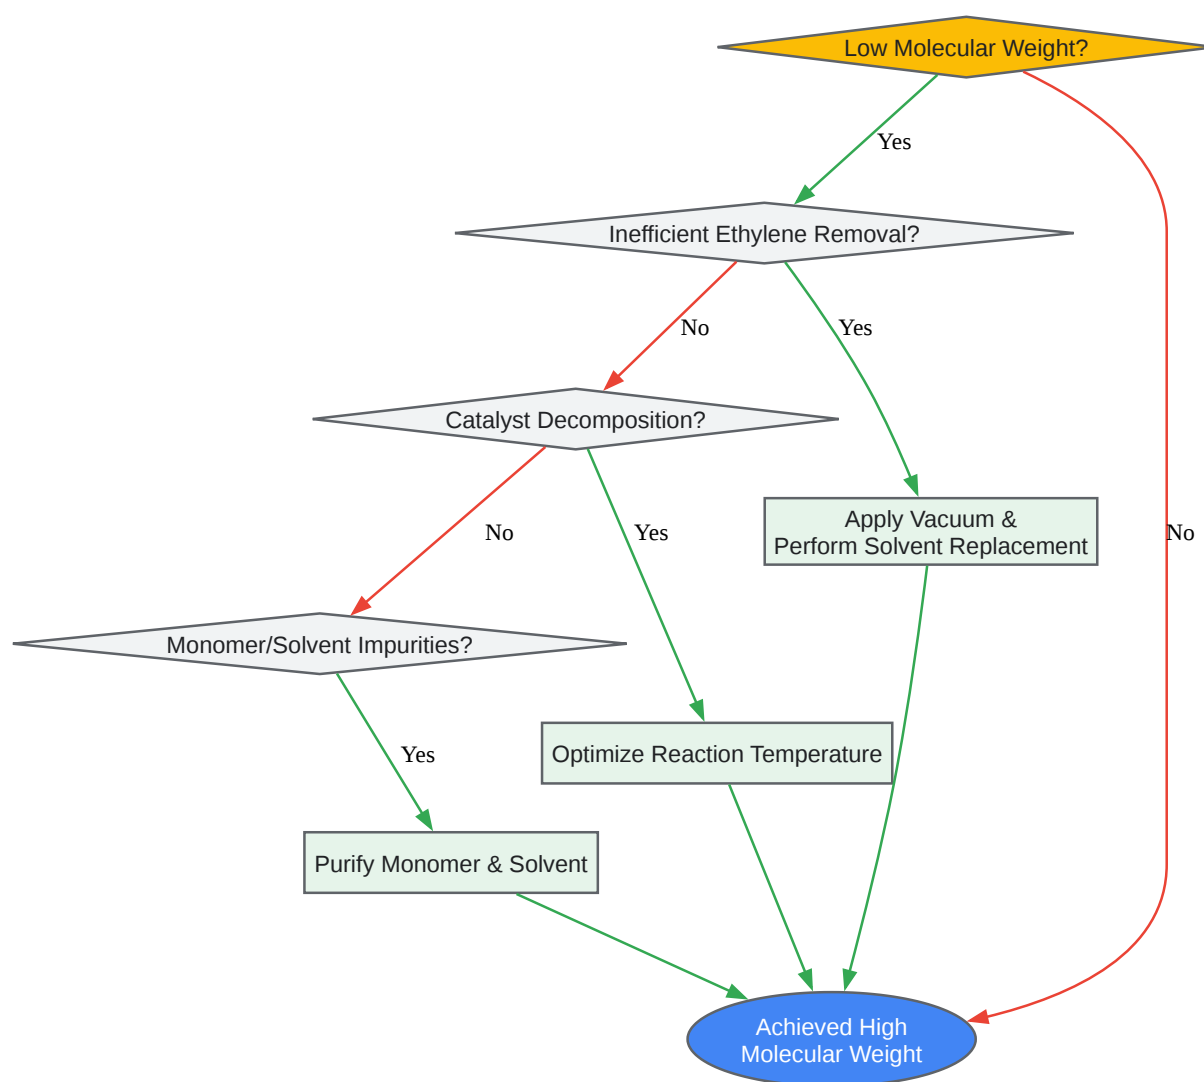 Low Molecular Weight?
Yes
Inefficient Ethylene Removal?
No
Yes
Catalyst Decomposition?
Apply Vacuum &
Perform Solvent Replacement
No
Yes
No
Monomer/Solvent Impurities?
Yes
Optimize Reaction Temperature
Purify Monomer & Solvent
Achieved High
Molecular Weight